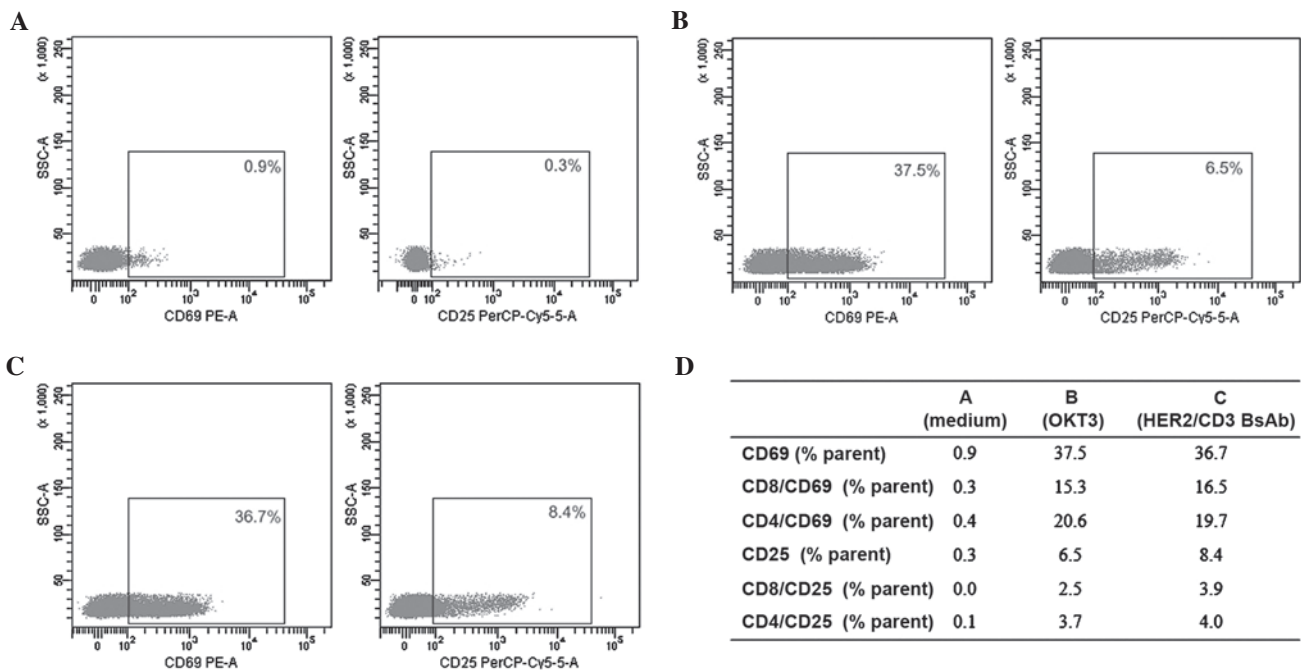 A
(x 1,000)
250
200
150
100
50
SSC-A
0.9%
0 10² 10³ 10⁴ 10⁵
CD69 PE-A
(x 1,000)
250
200
150
100
50
SSC-A
0.3%
0 10² 10³ 10⁴ 10⁵
CD25 PerCP-Cy5-5-A
B
(x 1,000)
250
200
150
100
50
SSC-A
37.5%
0 10² 10³ 10⁴ 10⁵
CD69 PE-A
(x 1,000)
250
200
150
100
50
SSC-A
6.5%
0 10² 10³ 10⁴ 10⁵
CD25 PerCP-Cy5-5-A
C
(x 1,000)
250
200
150
100
50
SSC-A
36.7%
0 10² 10³ 10⁴ 10⁵
CD69 PE-A
(x 1,000)
250
200
150
100
50
SSC-A
8.4%
0 10² 10³ 10⁴ 10⁵
CD25 PerCP-Cy5-5-A
D
A B C
(medium) (OKT3) (HER2/CD3 BsAb)
CD69 (% parent) 0.9 37.5 36.7
CD8/CD69 (% parent) 0.3 15.3 16.5
CD4/CD69 (% parent) 0.4 20.6 19.7
CD25 (% parent) 0.3 6.5 8.4
CD8/CD25 (% parent) 0.0 2.5 3.9
CD4/CD25 (% parent) 0.1 3.7 4.0